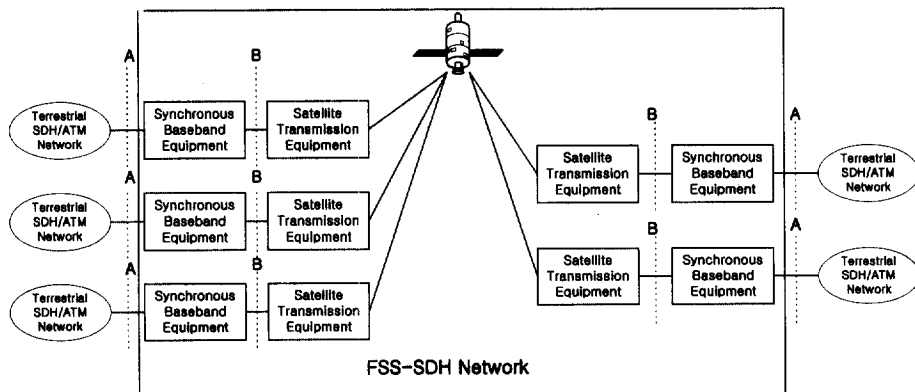 A
B
Terrestrial
SDH/ATM
Network
Synchronous
Baseband
Equipment
Satellite
Transmission
Equipment
A
B
Terrestrial
SDH/ATM
Network
Synchronous
Baseband
Equipment
Satellite
Transmission
Equipment
A
B
Terrestrial
SDH/ATM
Network
Synchronous
Baseband
Equipment
Satellite
Transmission
Equipment
B
A
Satellite
Transmission
Equipment
Synchronous
Baseband
Equipment
Terrestrial
SDH/ATM
Network
B
A
Satellite
Transmission
Equipment
Synchronous
Baseband
Equipment
Terrestrial
SDH/ATM
Network
FSS-SDH Network